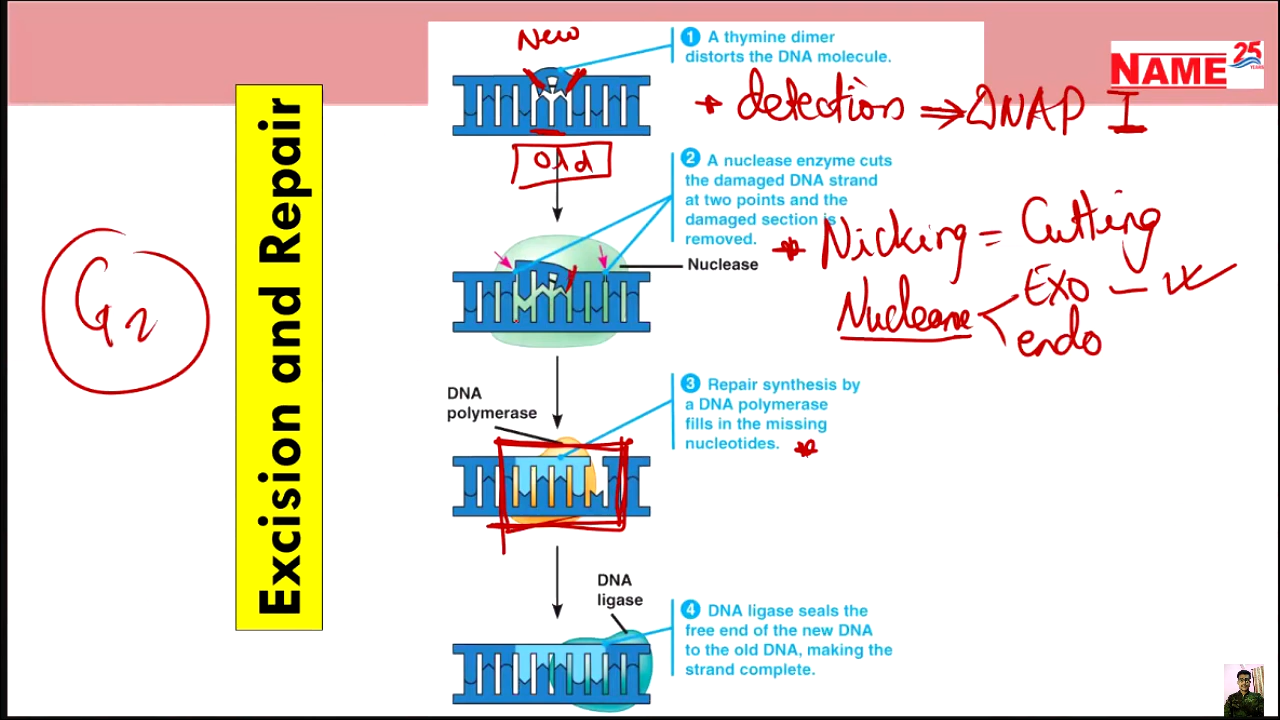 Excision and Repair
G2
New
Old
1 A thymine dimer
distorts the DNA molecule.
NAME 25
YEARS
* detection ⇒ DNAP I
2 A nuclease enzyme cuts
the damaged DNA strand
at two points and the
damaged section is
removed.
* Nicking = Cutting
Nuclease
Exo
endo
Nuclease
DNA
polymerase
3 Repair synthesis by
a DNA polymerase
fills in the missing
nucleotides. *
DNA
ligase
4 DNA ligase seals the
free end of the new DNA
to the old DNA, making the
strand complete.